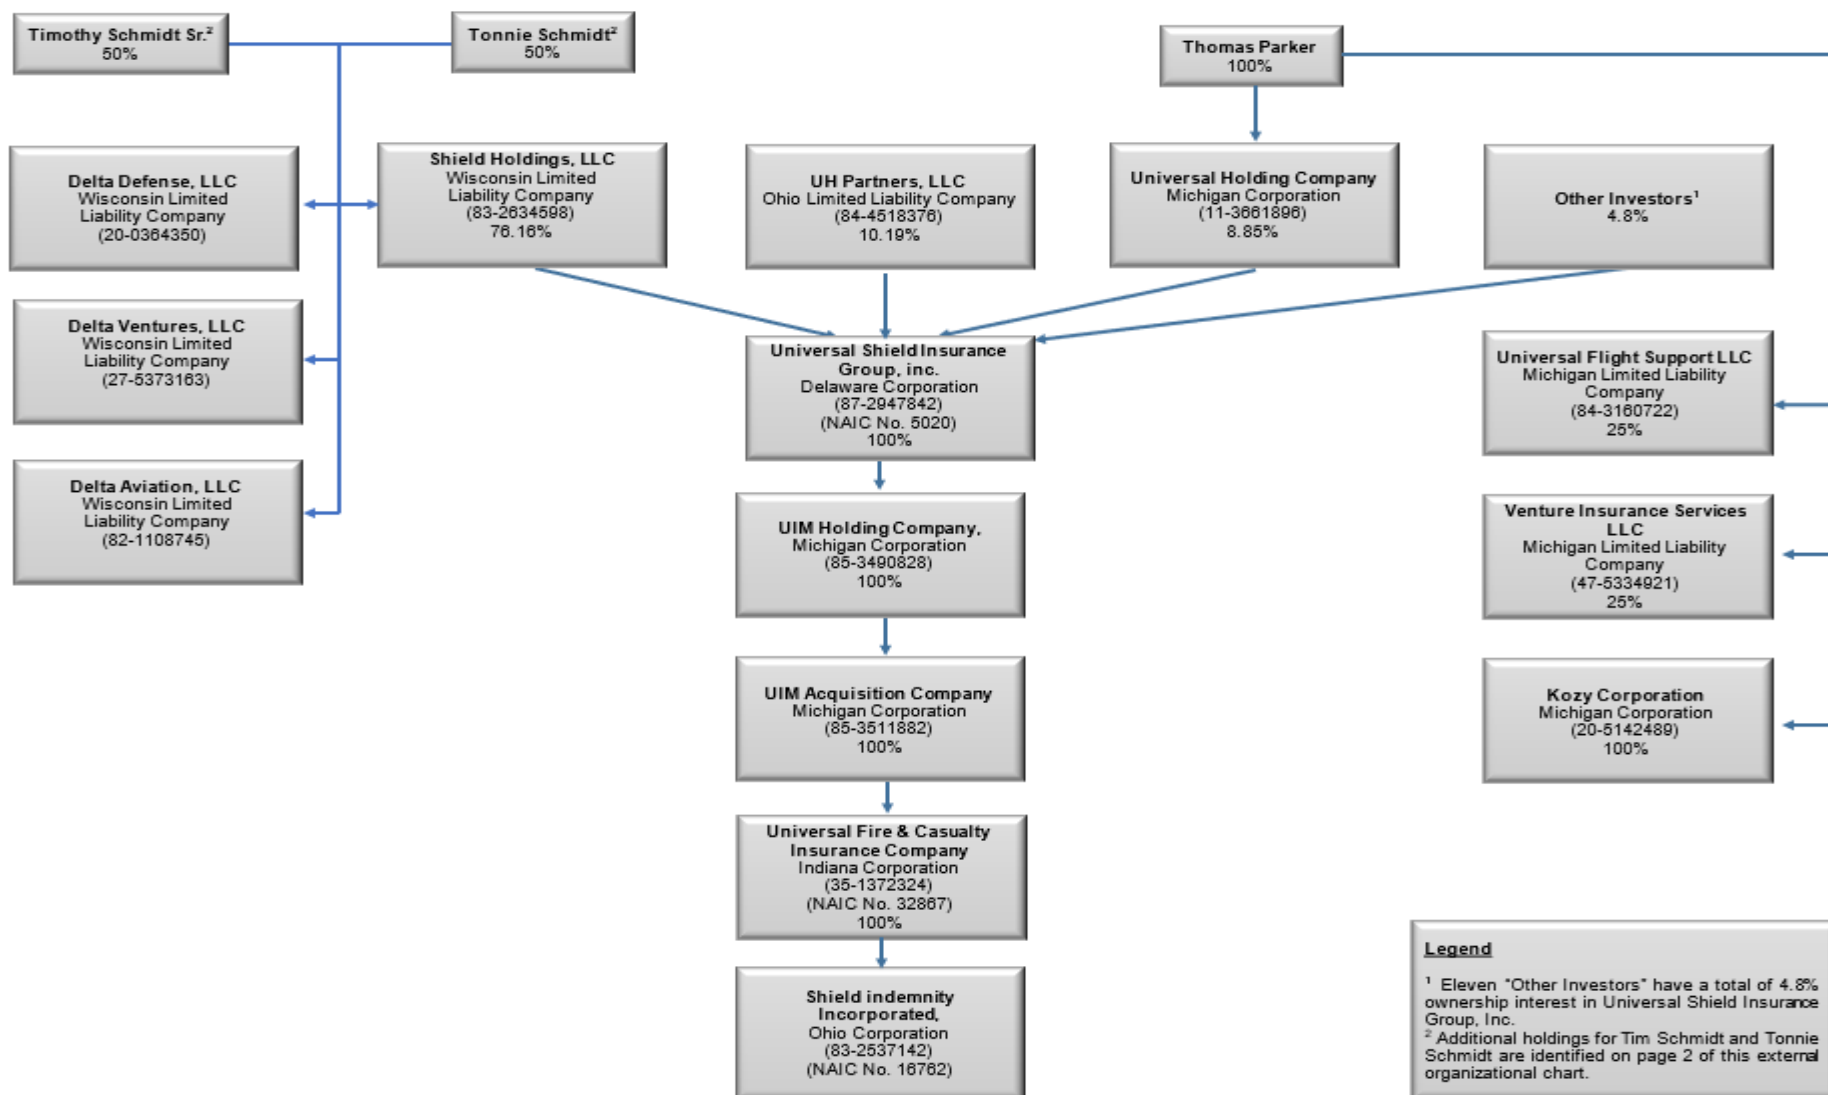 Timothy Schmidt Sr.²
50%
Tonnie Schmidt²
50%
Thomas Parker
100%
Delta Defense, LLC
Wisconsin Limited
Liability Company
(20-0364350)
Shield Holdings, LLC
Wisconsin Limited
Liability Company
(83-2634598)
76.16%
UH Partners, LLC
Ohio Limited Liability Company
(84-4518376)
10.19%
Universal Holding Company
Michigan Corporation
(11-3661896)
8.85%
Other Investors¹
4.8%
Delta Ventures, LLC
Wisconsin Limited
Liability Company
(27-5373163)
Universal Shield Insurance
Group, inc.
Delaware Corporation
(87-2947842)
(NAIC No. 5020)
100%
Universal Flight Support LLC
Michigan Limited Liability
Company
(84-3160722)
25%
Delta Aviation, LLC
Wisconsin Limited
Liability Company
(82-1108745)
UIM Holding Company,
Michigan Corporation
(85-3490828)
100%
Venture Insurance Services
LLC
Michigan Limited Liability
Company
(47-5334921)
25%
UIM Acquisition Company
Michigan Corporation
(85-3511882)
100%
Kozy Corporation
Michigan Corporation
(20-5142489)
100%
Universal Fire & Casualty
Insurance Company
Indiana Corporation
(35-1372324)
(NAIC No. 32867)
100%
Shield indemnity
Incorporated,
Ohio Corporation
(83-2537142)
(NAIC No. 16762)
Legend
¹ Eleven "Other Investors" have a total of 4.8%
ownership interest in Universal Shield Insurance
Group, Inc.
² Additional holdings for Tim Schmidt and Tonnie
Schmidt are identified on page 2 of this external
organizational chart.